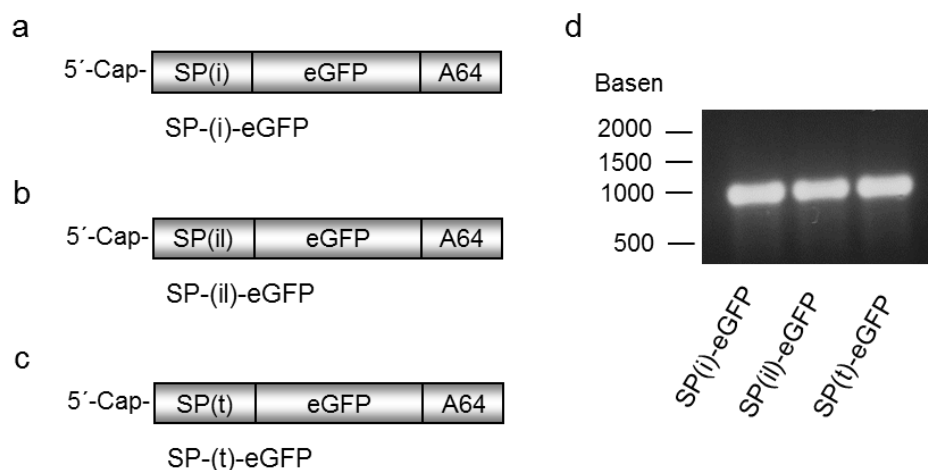 a
5´-Cap- SP(i) eGFP A64
SP-(i)-eGFP
b
5´-Cap- SP(il) eGFP A64
SP-(il)-eGFP
c
5´-Cap- SP(t) eGFP A64
SP-(t)-eGFP
d
Basen
2000
1500
1000
500
SP(i)-eGFP
SP(il)-eGFP
SP(t)-eGFP